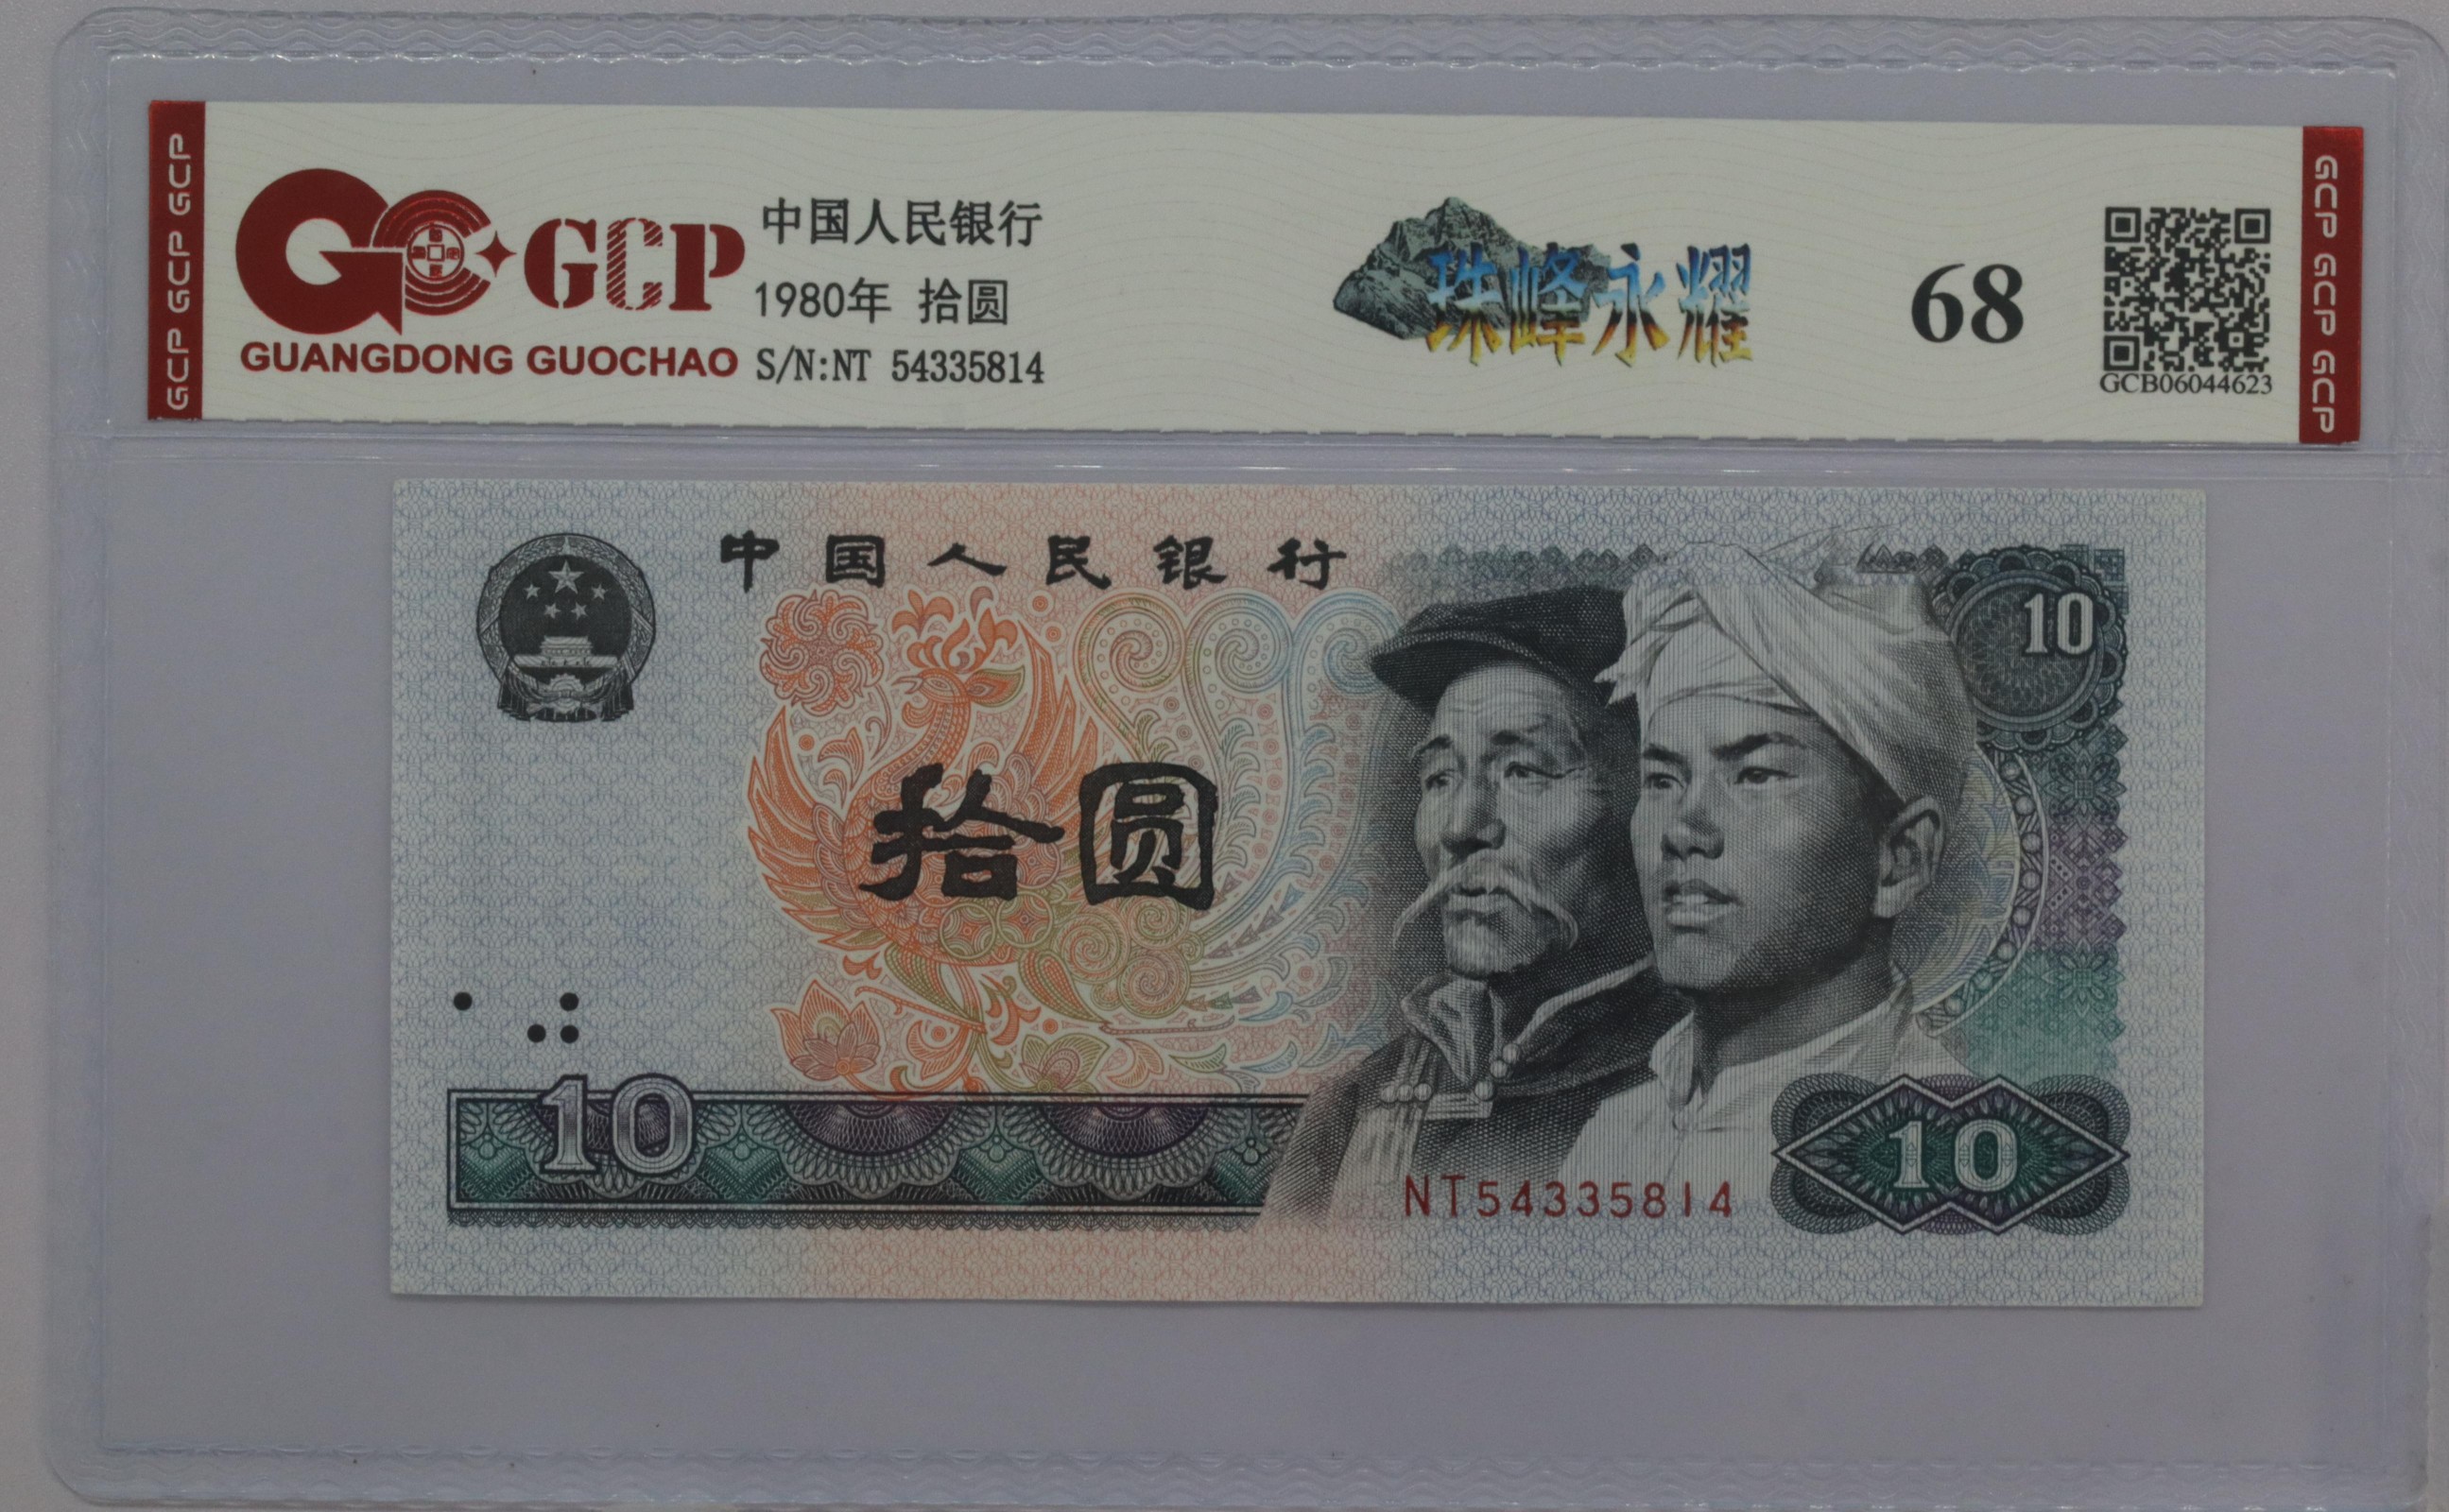 GCP GCP GCP
GCP
GUANGDONG GUOCHAO
中国人民银行
1980年 拾圆
S/N:NT 54335814
珠峰永耀
68
GCB06044623
GCP GCP GCP
中国人民银行
10
拾圆
10
NT54335814
10